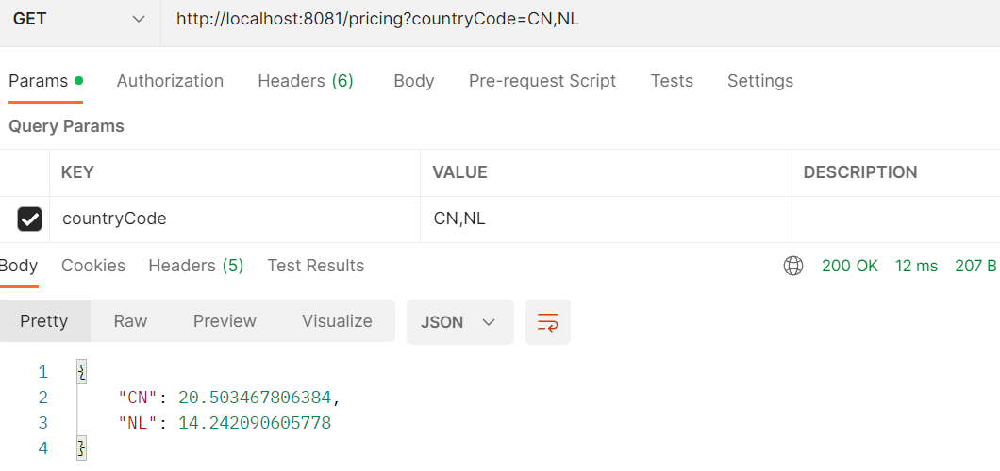 GET http://localhost:8081/pricing?countryCode=CN,NL
Params Authorization Headers (6) Body Pre-request Script Tests Settings
Query Params
KEY VALUE DESCRIPTION
countryCode CN,NL
Body Cookies Headers (5) Test Results 200 OK 12 ms 207 B
Pretty Raw Preview Visualize JSON
1 {
2 "CN": 20.503467806384,
3 "NL": 14.242090605778
4 }